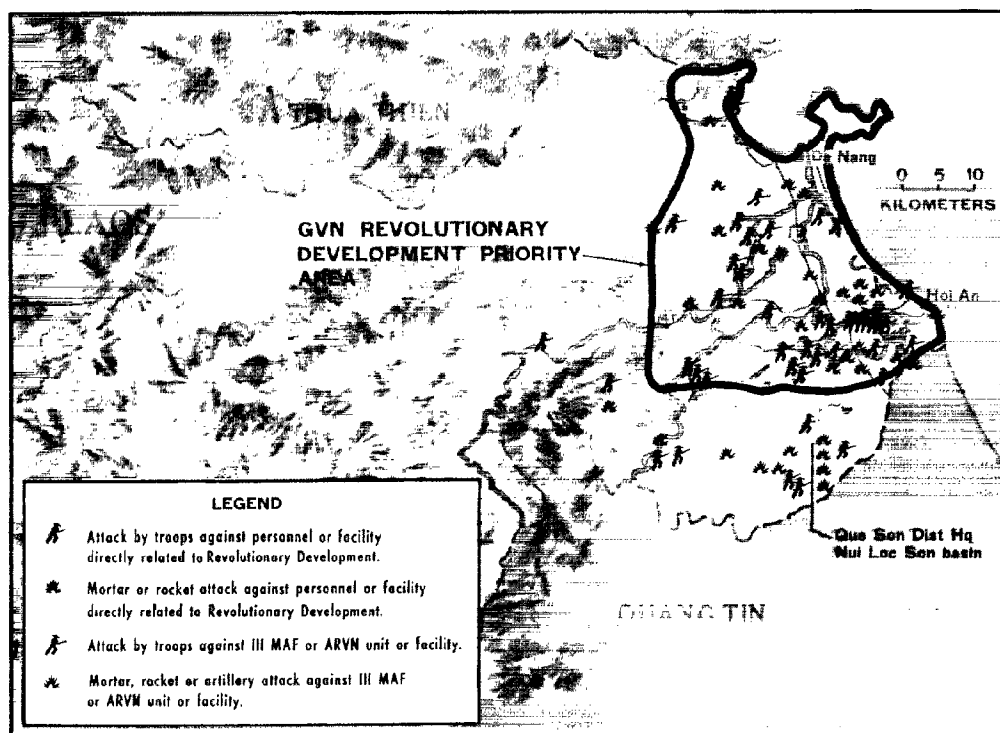 THUA THIEN
LAOS
Da Nang
0 5 10
KILOMETERS
GVN REVOLUTIONARY
DEVELOPMENT PRIORITY
AREA
Hoi An
LEGEND
Attack by troops against personnel or facility
directly related to Revolutionary Development.
Mortar or rocket attack against personnel or facility
directly related to Revolutionary Development.
Attack by troops against III MAF or ARVN unit or facility.
Mortar, rocket or artillery attack against III MAF
or ARVN unit or facility.
Que Son Dist Hq
Nui Loc Son basin
QUANG TIN